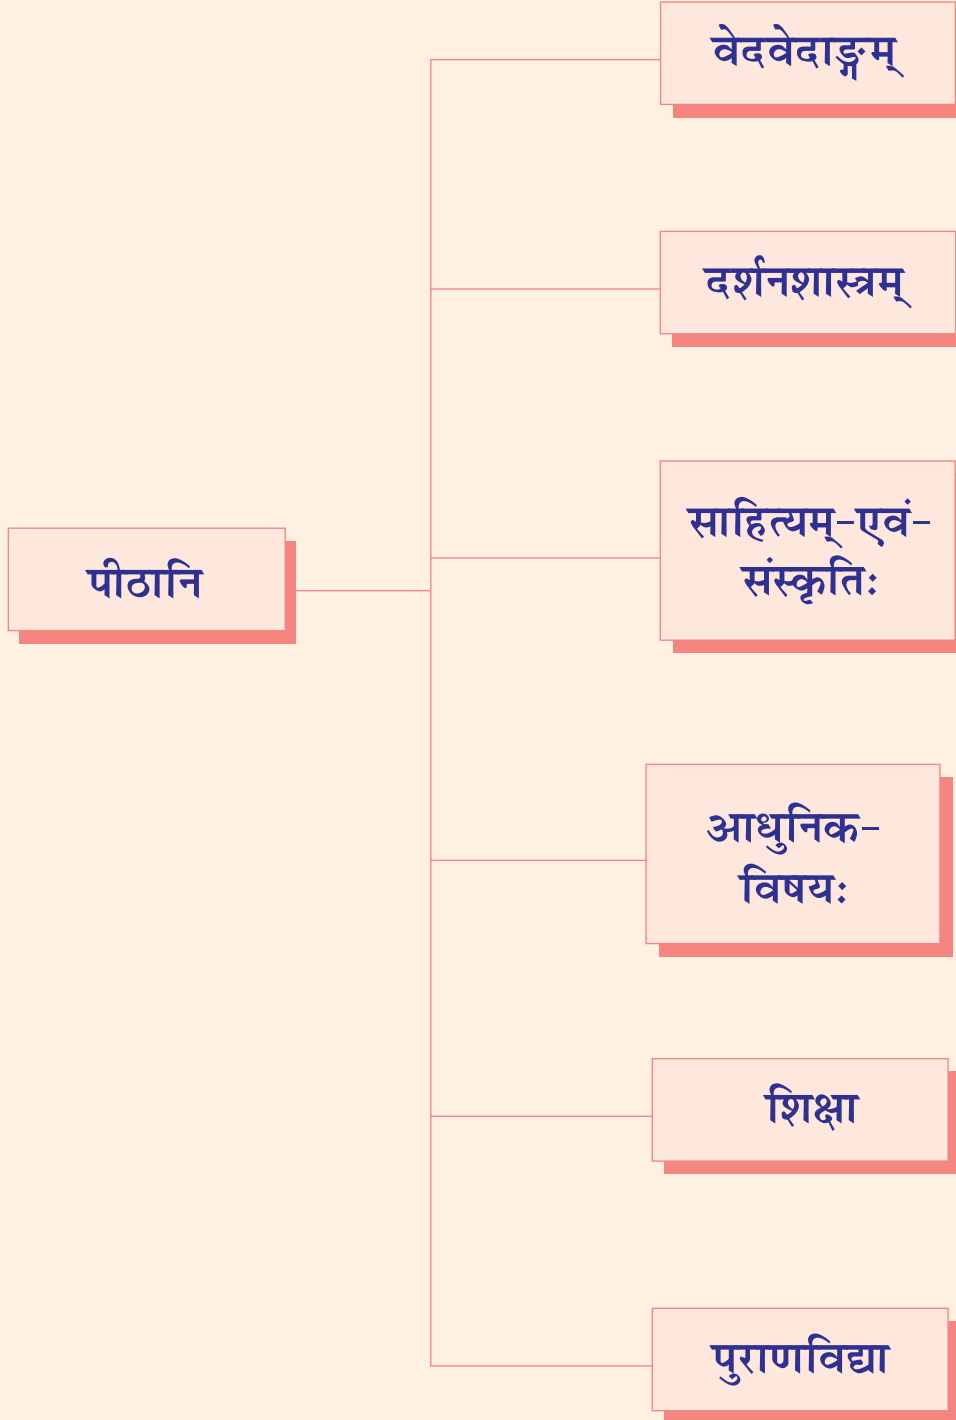 वेदवेदाङ्गम्
दर्शनशास्त्रम्
साहित्यम्-एवं-
संस्कृतिः
पीठानि
आधुनिक-
विषयः
शिक्षा
पुराणविद्या